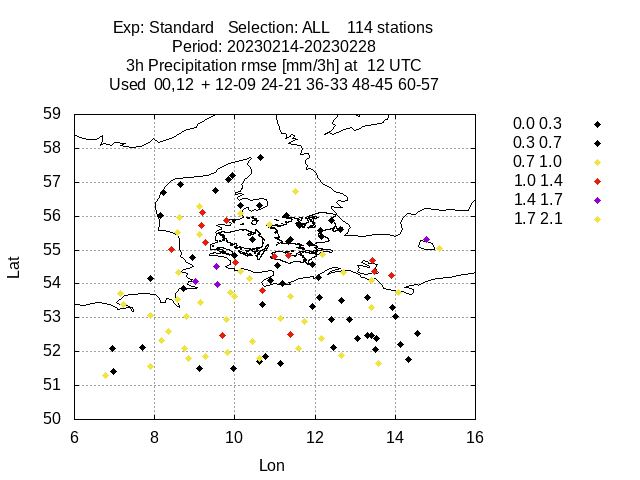 Exp: Standard   Selection: ALL    114 stations
Period: 20230214-20230228
3h Precipitation rmse [mm/3h] at  12 UTC
Used  00,12  + 12-09 24-21 36-33 48-45 60-57
0.0 0.3
0.3 0.7
0.7 1.0
1.0 1.4
1.4 1.7
1.7 2.1
59
58
57
56
55
54
53
52
51
50
Lat
6 8 10 12 14 16
Lon